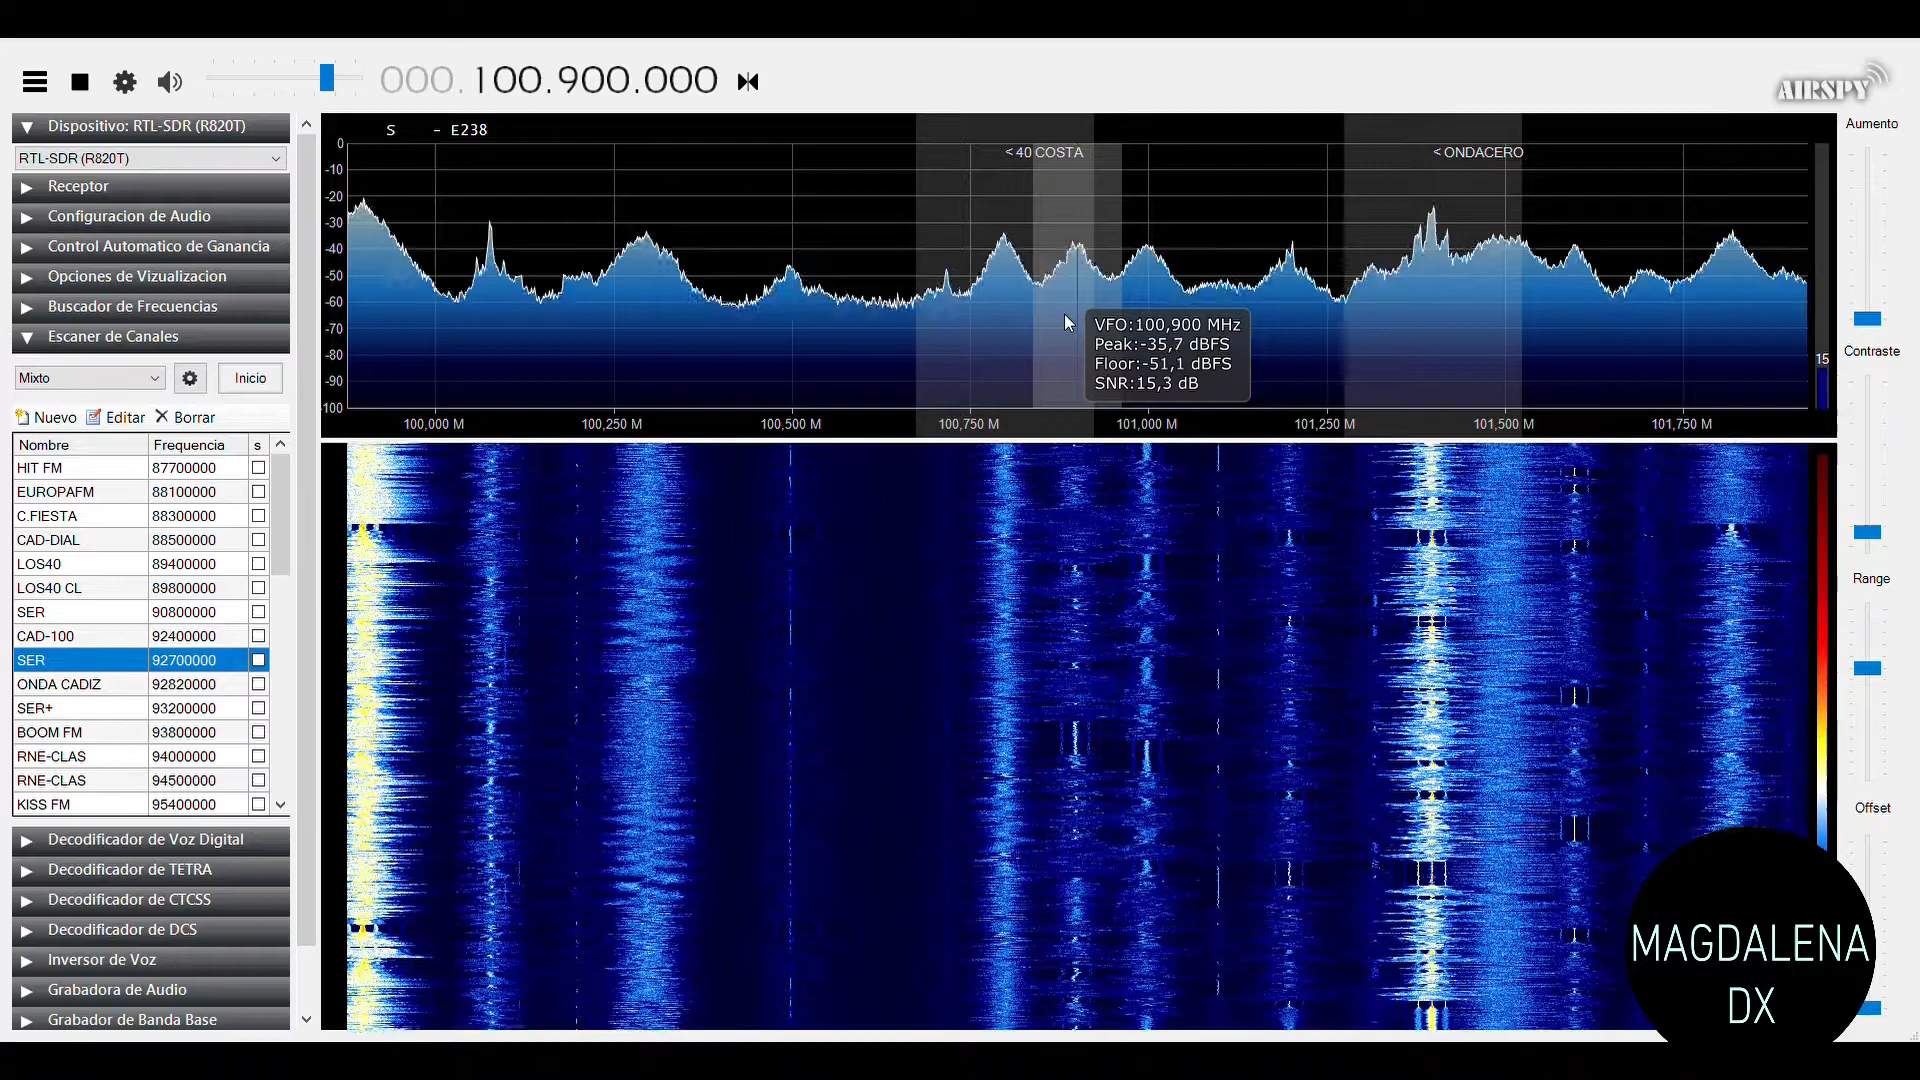 000.100.900.000
AIRSPY
Dispositivo: RTL-SDR (R820T)
RTL-SDR (R820T)
Receptor
Configuracion de Audio
Control Automatico de Ganancia
Opciones de Vizualizacion
Buscador de Frecuencias
Escaner de Canales
Mixto
Inicio
Nuevo Editar Borrar
Nombre Frequencia s
HIT FM 87700000
EUROPAFM 88100000
C.FIESTA 88300000
CAD-DIAL 88500000
LOS40 89400000
LOS40 CL 89800000
SER 90800000
CAD-100 92400000
SER 92700000
ONDA CADIZ 92820000
SER+ 93200000
BOOM FM 93800000
RNE-CLAS 94000000
RNE-CLAS 94500000
KISS FM 95400000
Decodificador de Voz Digital
Decodificador de TETRA
Decodificador de CTCSS
Decodificador de DCS
Inversor de Voz
Grabadora de Audio
Grabador de Banda Base
S - E238
< 40 COSTA
< ONDACERO
0
-10
-20
-30
-40
-50
-60
-70
-80
-90
-100
VFO:100,900 MHz
Peak:-35,7 dBFS
Floor:-51,1 dBFS
SNR:15,3 dB
15
100,000 M 100,250 M 100,500 M 100,750 M 101,000 M 101,250 M 101,500 M 101,750 M
Aumento
Contraste
Range
Offset
MAGDALENA
DX